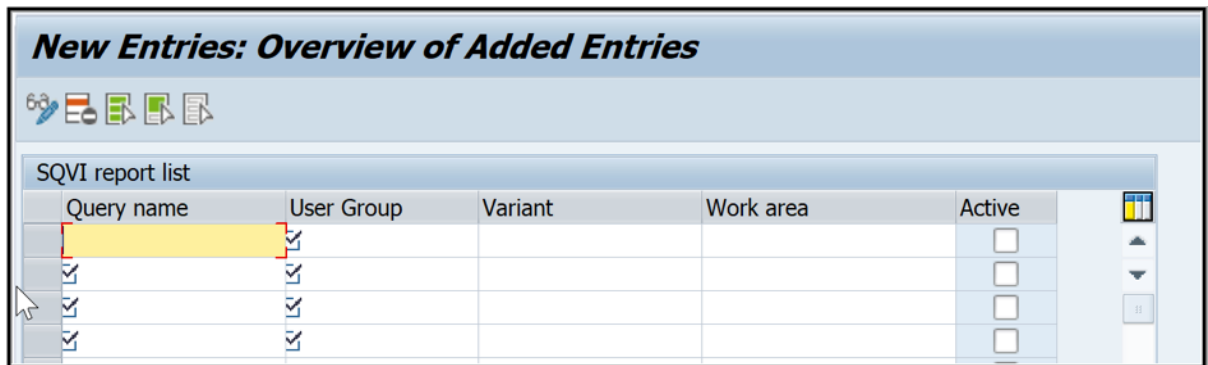 New Entries: Overview of Added Entries
SQVI report list
Query name User Group Variant Work area Active